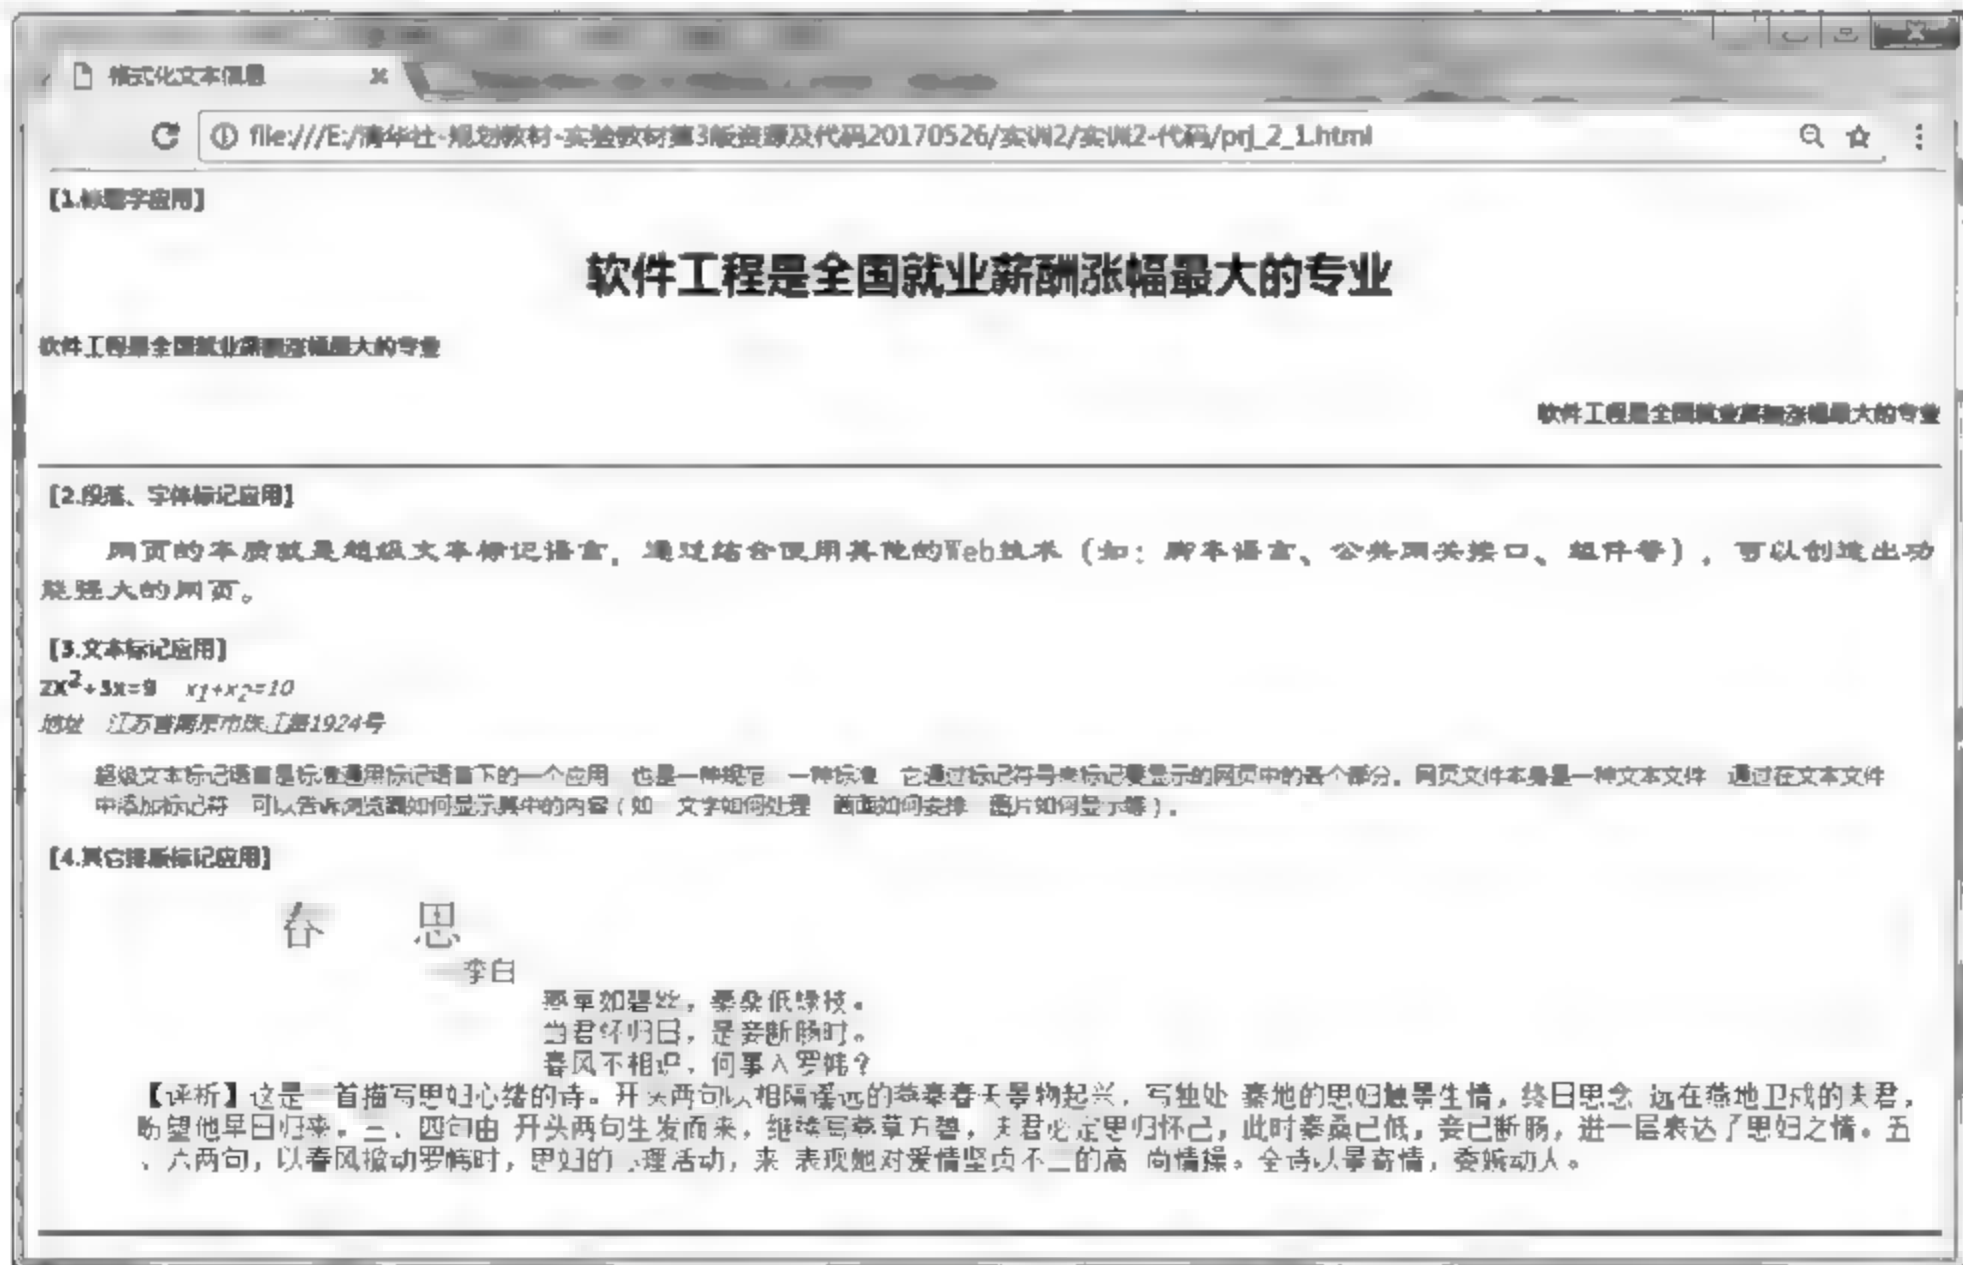 格式化文本信息
file:///E:/清华社-规划教材-实验教材第3版资源及代码20170526/实训2/实训2-代码/prj_2_1.html
【1.标题字应用】
软件工程是全国就业薪酬涨幅最大的专业
软件工程是全国就业薪酬涨幅最大的专业
软件工程是全国就业薪酬涨幅最大的专业
【2.段落、字体标记应用】
网页的本质就是超级文本标记语言，通过结合使用其他的Web技术（如：脚本语言、公共网关接口、组件等），可以创造出功
能强大的网页。
【3.文本标记应用】
2X²+3x=9 x₁+x₂=10
地址 江苏省南京市珠江路1924号
超级文本标记语言是标准通用标记语言下的一个应用 也是一种规范 一种标准 它通过标记符号来标记要显示的网页中的各个部分。网页文件本身是一种文本文件 通过在文本文件
中添加标记符 可以告诉浏览器如何显示其中的内容（如 文字如何处理 画面如何安排 图片如何显示等）。
【4.其它排版标记应用】
春 思
—李白
燕草如碧丝，秦桑低绿枝。
当君怀归日，是妾断肠时。
春风不相识，何事入罗帏？
【评析】这是一首描写思妇心绪的诗。开头两句以相隔遥远的燕秦春天景物起兴，写独处 秦地的思妇触景生情，终日思念 远在燕地卫戍的夫君，
盼望他早日归来。三、四句由 开头两句生发而来，继续写燕草方碧，夫君必定思归怀己，此时秦桑已低，妾已断肠，进一层表达了思妇之情。五
、六两句，以春风掀动罗帏时，思妇的心理活动，来 表现她对爱情坚贞不二的高 尚情操。全诗以景寄情，委婉动人。